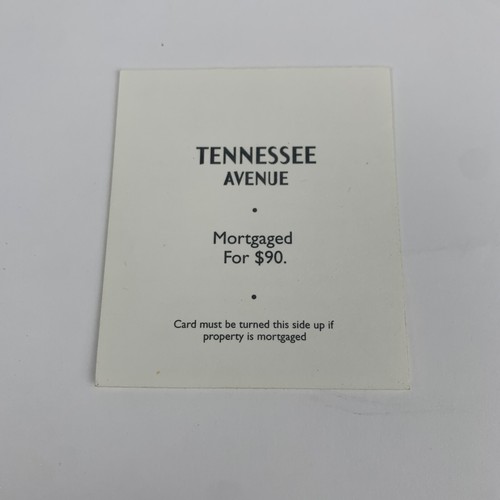 TENNESSEE
AVENUE
•
Mortgaged
For $90.
•
Card must be turned this side up if
property is mortgaged